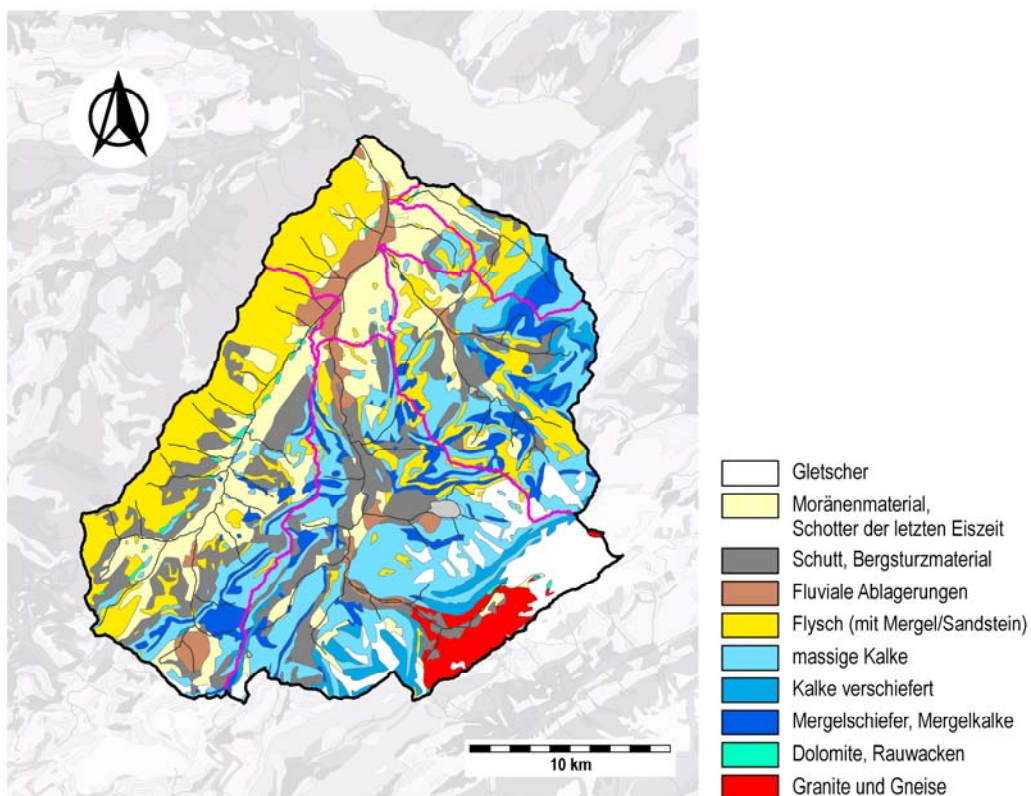 10 km
Gletscher
Moränenmaterial,
Schotter der letzten Eiszeit
Schutt, Bergsturzmaterial
Fluviale Ablagerungen
Flysch (mit Mergel/Sandstein)
massige Kalke
Kalke verschiefert
Mergelschiefer, Mergelkalke
Dolomite, Rauwacken
Granite und Gneise